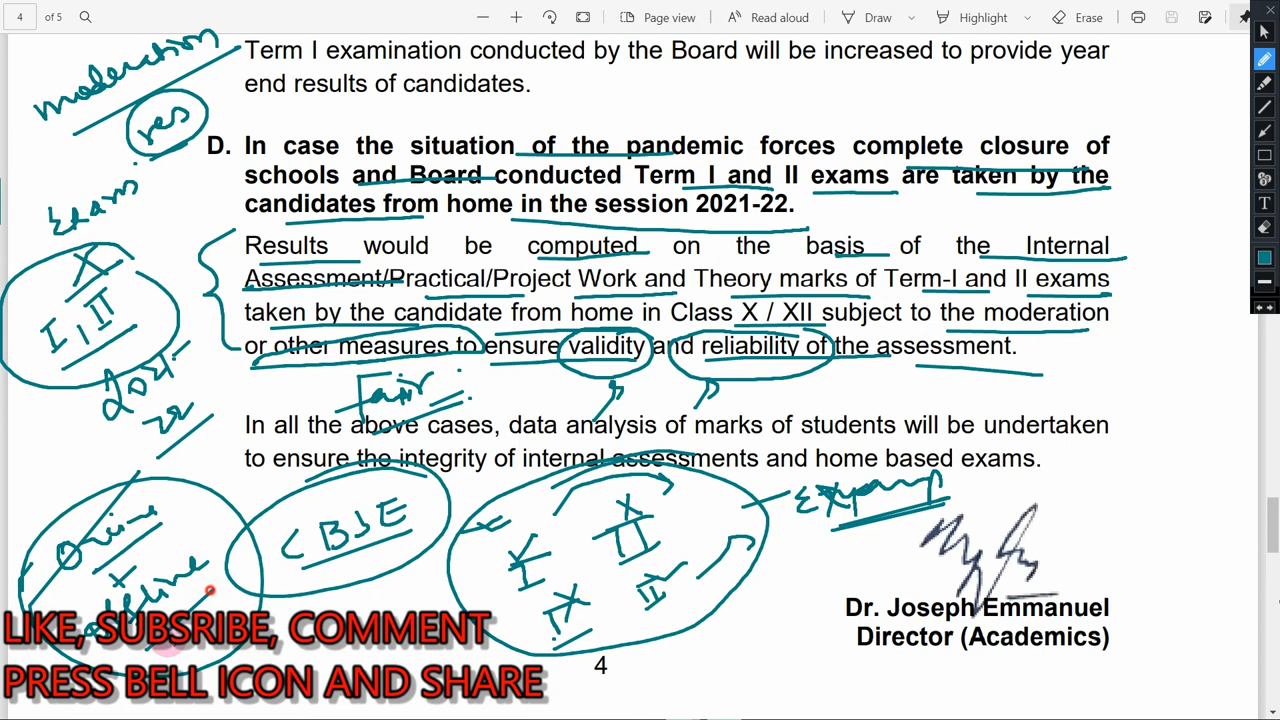 4 of 5 Page view Read aloud Draw Highlight Erase
Term I examination conducted by the Board will be increased to provide year
end results of candidates.
moderation
res
D. In case the situation of the pandemic forces complete closure of
schools and Board conducted Term I and II exams are taken by the
candidates from home in the session 2021-22.
Exam
Results would be computed on the basis of the Internal
Assessment/Practical/Project Work and Theory marks of Term-I and II exams
taken by the candidate from home in Class X / XII subject to the moderation
or other measures to ensure validity and reliability of the assessment.
X
I, II
Fair
In all the above cases, data analysis of marks of students will be undertaken
to ensure the integrity of internal assessments and home based exams.
CBSE
X
II
offline
Dr. Joseph Emmanuel
Director (Academics)
4
LIKE, SUBSRIBE, COMMENT
PRESS BELL ICON AND SHARE